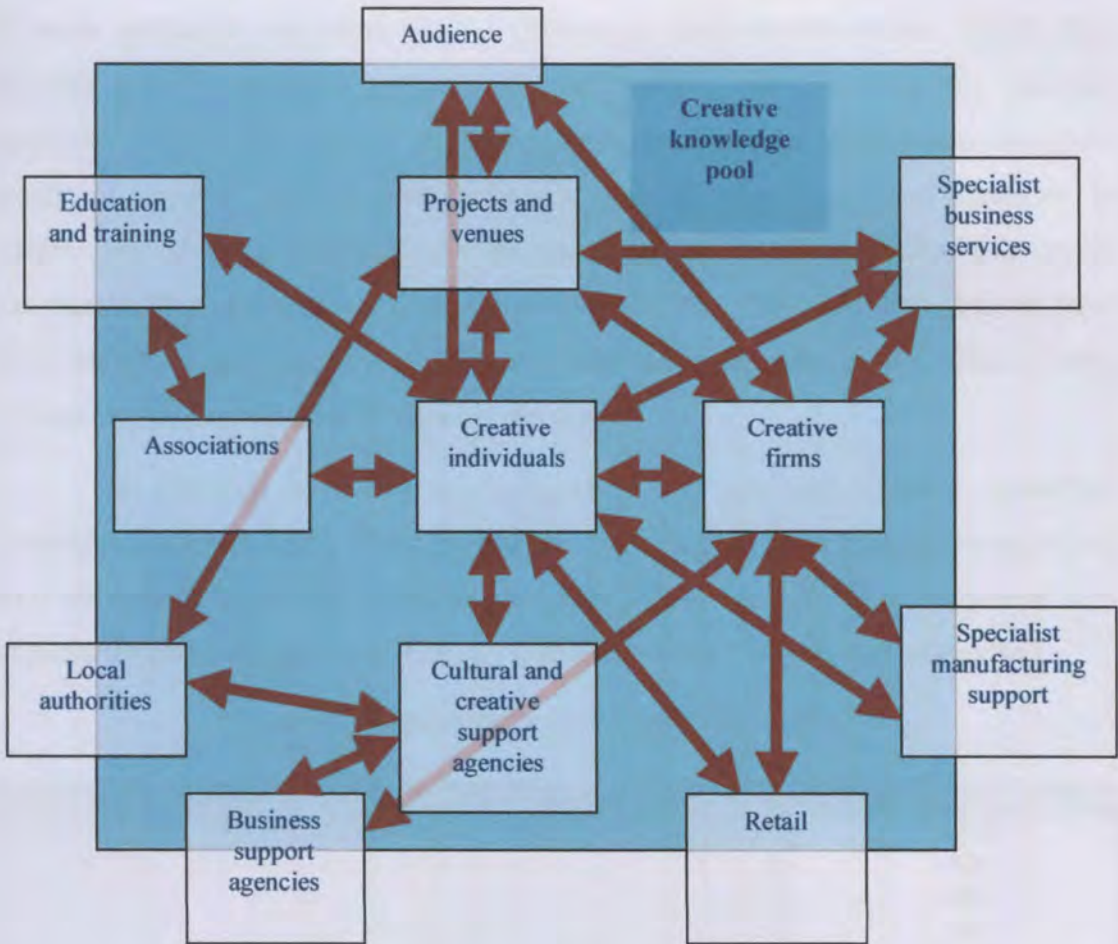 Audience
Creative
knowledge
pool
Education
and training
Projects and
venues
Specialist
business
services
Associations
Creative
individuals
Creative
firms
Local
authorities
Cultural and
creative
support
agencies
Specialist
manufacturing
support
Business
support
agencies
Retail